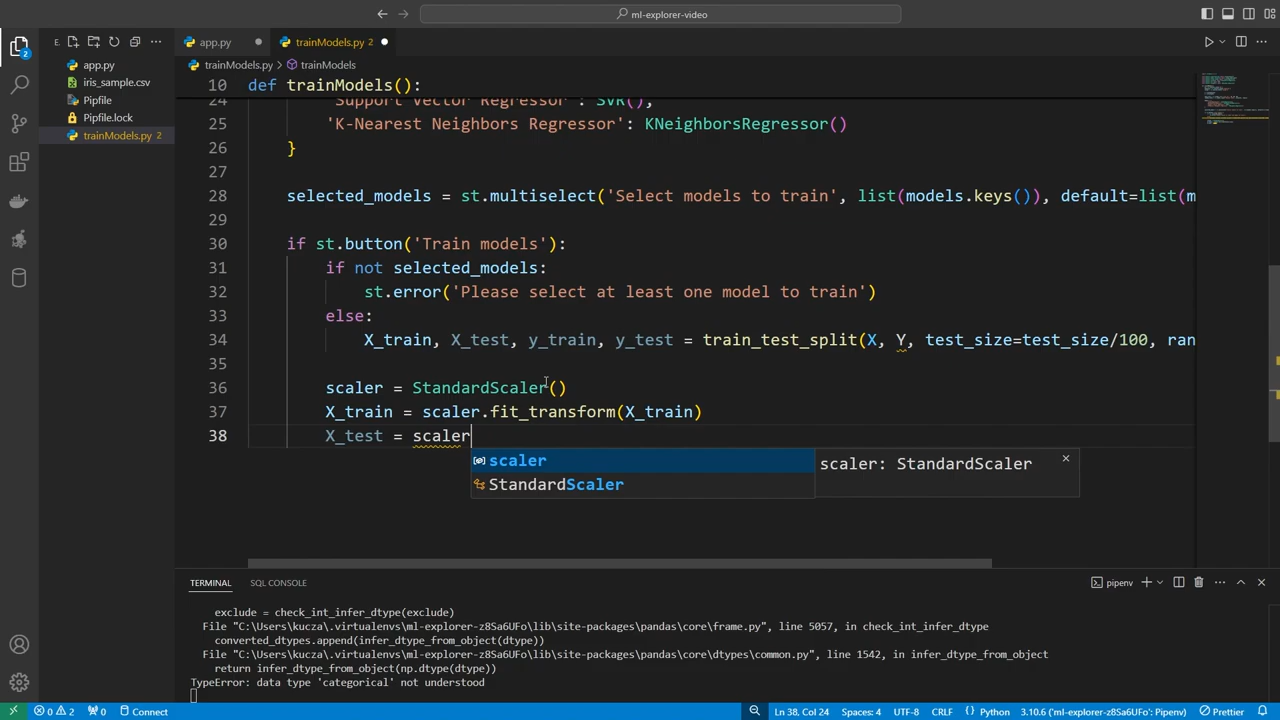 ml-explorer-video
E
app.py
iris_sample.csv
Pipfile
Pipfile.lock
trainModels.py 2
2
app.py
trainModels.py 2
trainModels.py > trainModels
10 def trainModels():
24 'Support Vector Regressor': SVR(),
25 'K-Nearest Neighbors Regressor': KNeighborsRegressor()
26 }
27
28 selected_models = st.multiselect('Select models to train', list(models.keys()), default=list(m
29
30 if st.button('Train models'):
31 if not selected_models:
32 st.error('Please select at least one model to train')
33 else:
34 X_train, X_test, y_train, y_test = train_test_split(X, Y, test_size=test_size/100, ran
35
36 scaler = StandardScaler()
37 X_train = scaler.fit_transform(X_train)
38 X_test = scaler
scaler
StandardScaler
scaler: StandardScaler
TERMINAL
SQL CONSOLE
pipenv
exclude = check_int_infer_dtype(exclude)
File "C:\Users\kucza\.virtualenvs\ml-explorer-z8Sa6UFo\lib\site-packages\pandas\core\frame.py", line 5057, in check_int_infer_dtype
converted_dtypes.append(infer_dtype_from_object(dtype))
File "C:\Users\kucza\.virtualenvs\ml-explorer-z8Sa6UFo\lib\site-packages\pandas\core\dtypes\common.py", line 1542, in infer_dtype_from_object
return infer_dtype_from_object(np.dtype(dtype))
TypeError: data type 'categorical' not understood
0 2 0 Connect Ln 38, Col 24 Spaces: 4 UTF-8 CRLF Python 3.10.6 ('ml-explorer-z8Sa6UFo': Pipenv) Prettier